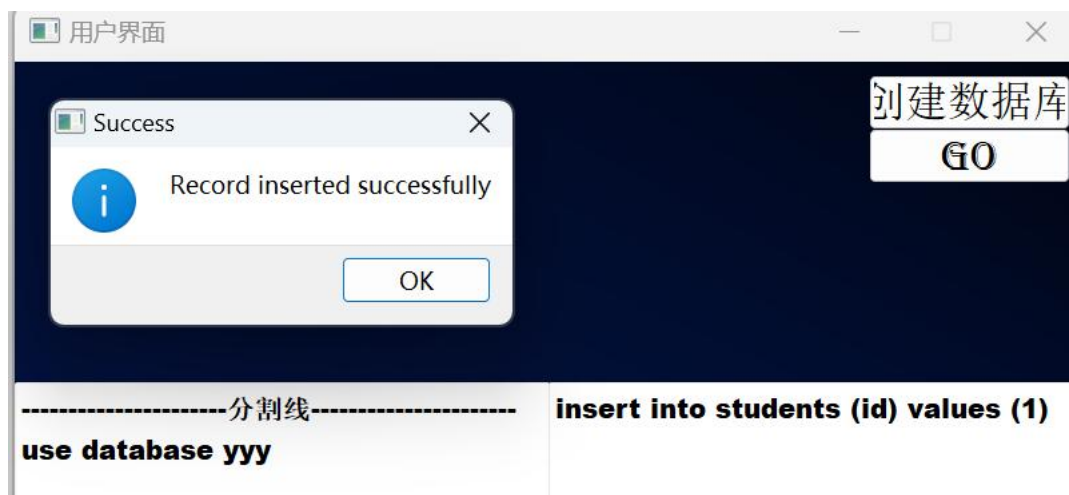 用户界面
创建数据库
GO
Success
Record inserted successfully
OK
----------------------分割线----------------------
use database yyy
insert into students (id) values (1)